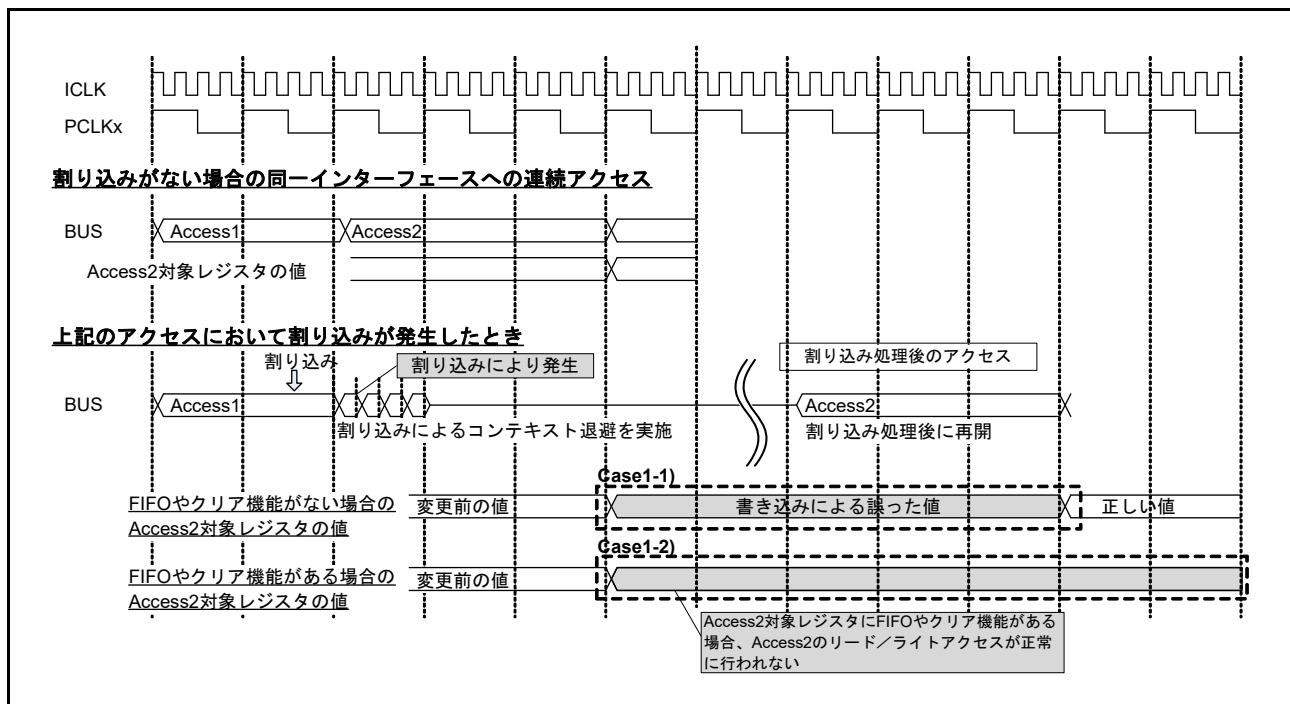 ICLK
PCLKx
割り込みがない場合の同一インターフェースへの連続アクセス
BUS
Access1
Access2
Access2対象レジスタの値
上記のアクセスにおいて割り込みが発生したとき
割り込み
割り込みにより発生
割り込み処理後のアクセス
BUS
Access1
Access2
割り込みによるコンテキスト退避を実施
割り込み処理後に再開
Case1-1)
FIFOやクリア機能がない場合の
Access2対象レジスタの値
変更前の値
書き込みによる誤った値
正しい値
Case1-2)
FIFOやクリア機能がある場合の
Access2対象レジスタの値
変更前の値
Access2対象レジスタにFIFOやクリア機能がある
場合、Access2のリード／ライトアクセスが正常
に行われない